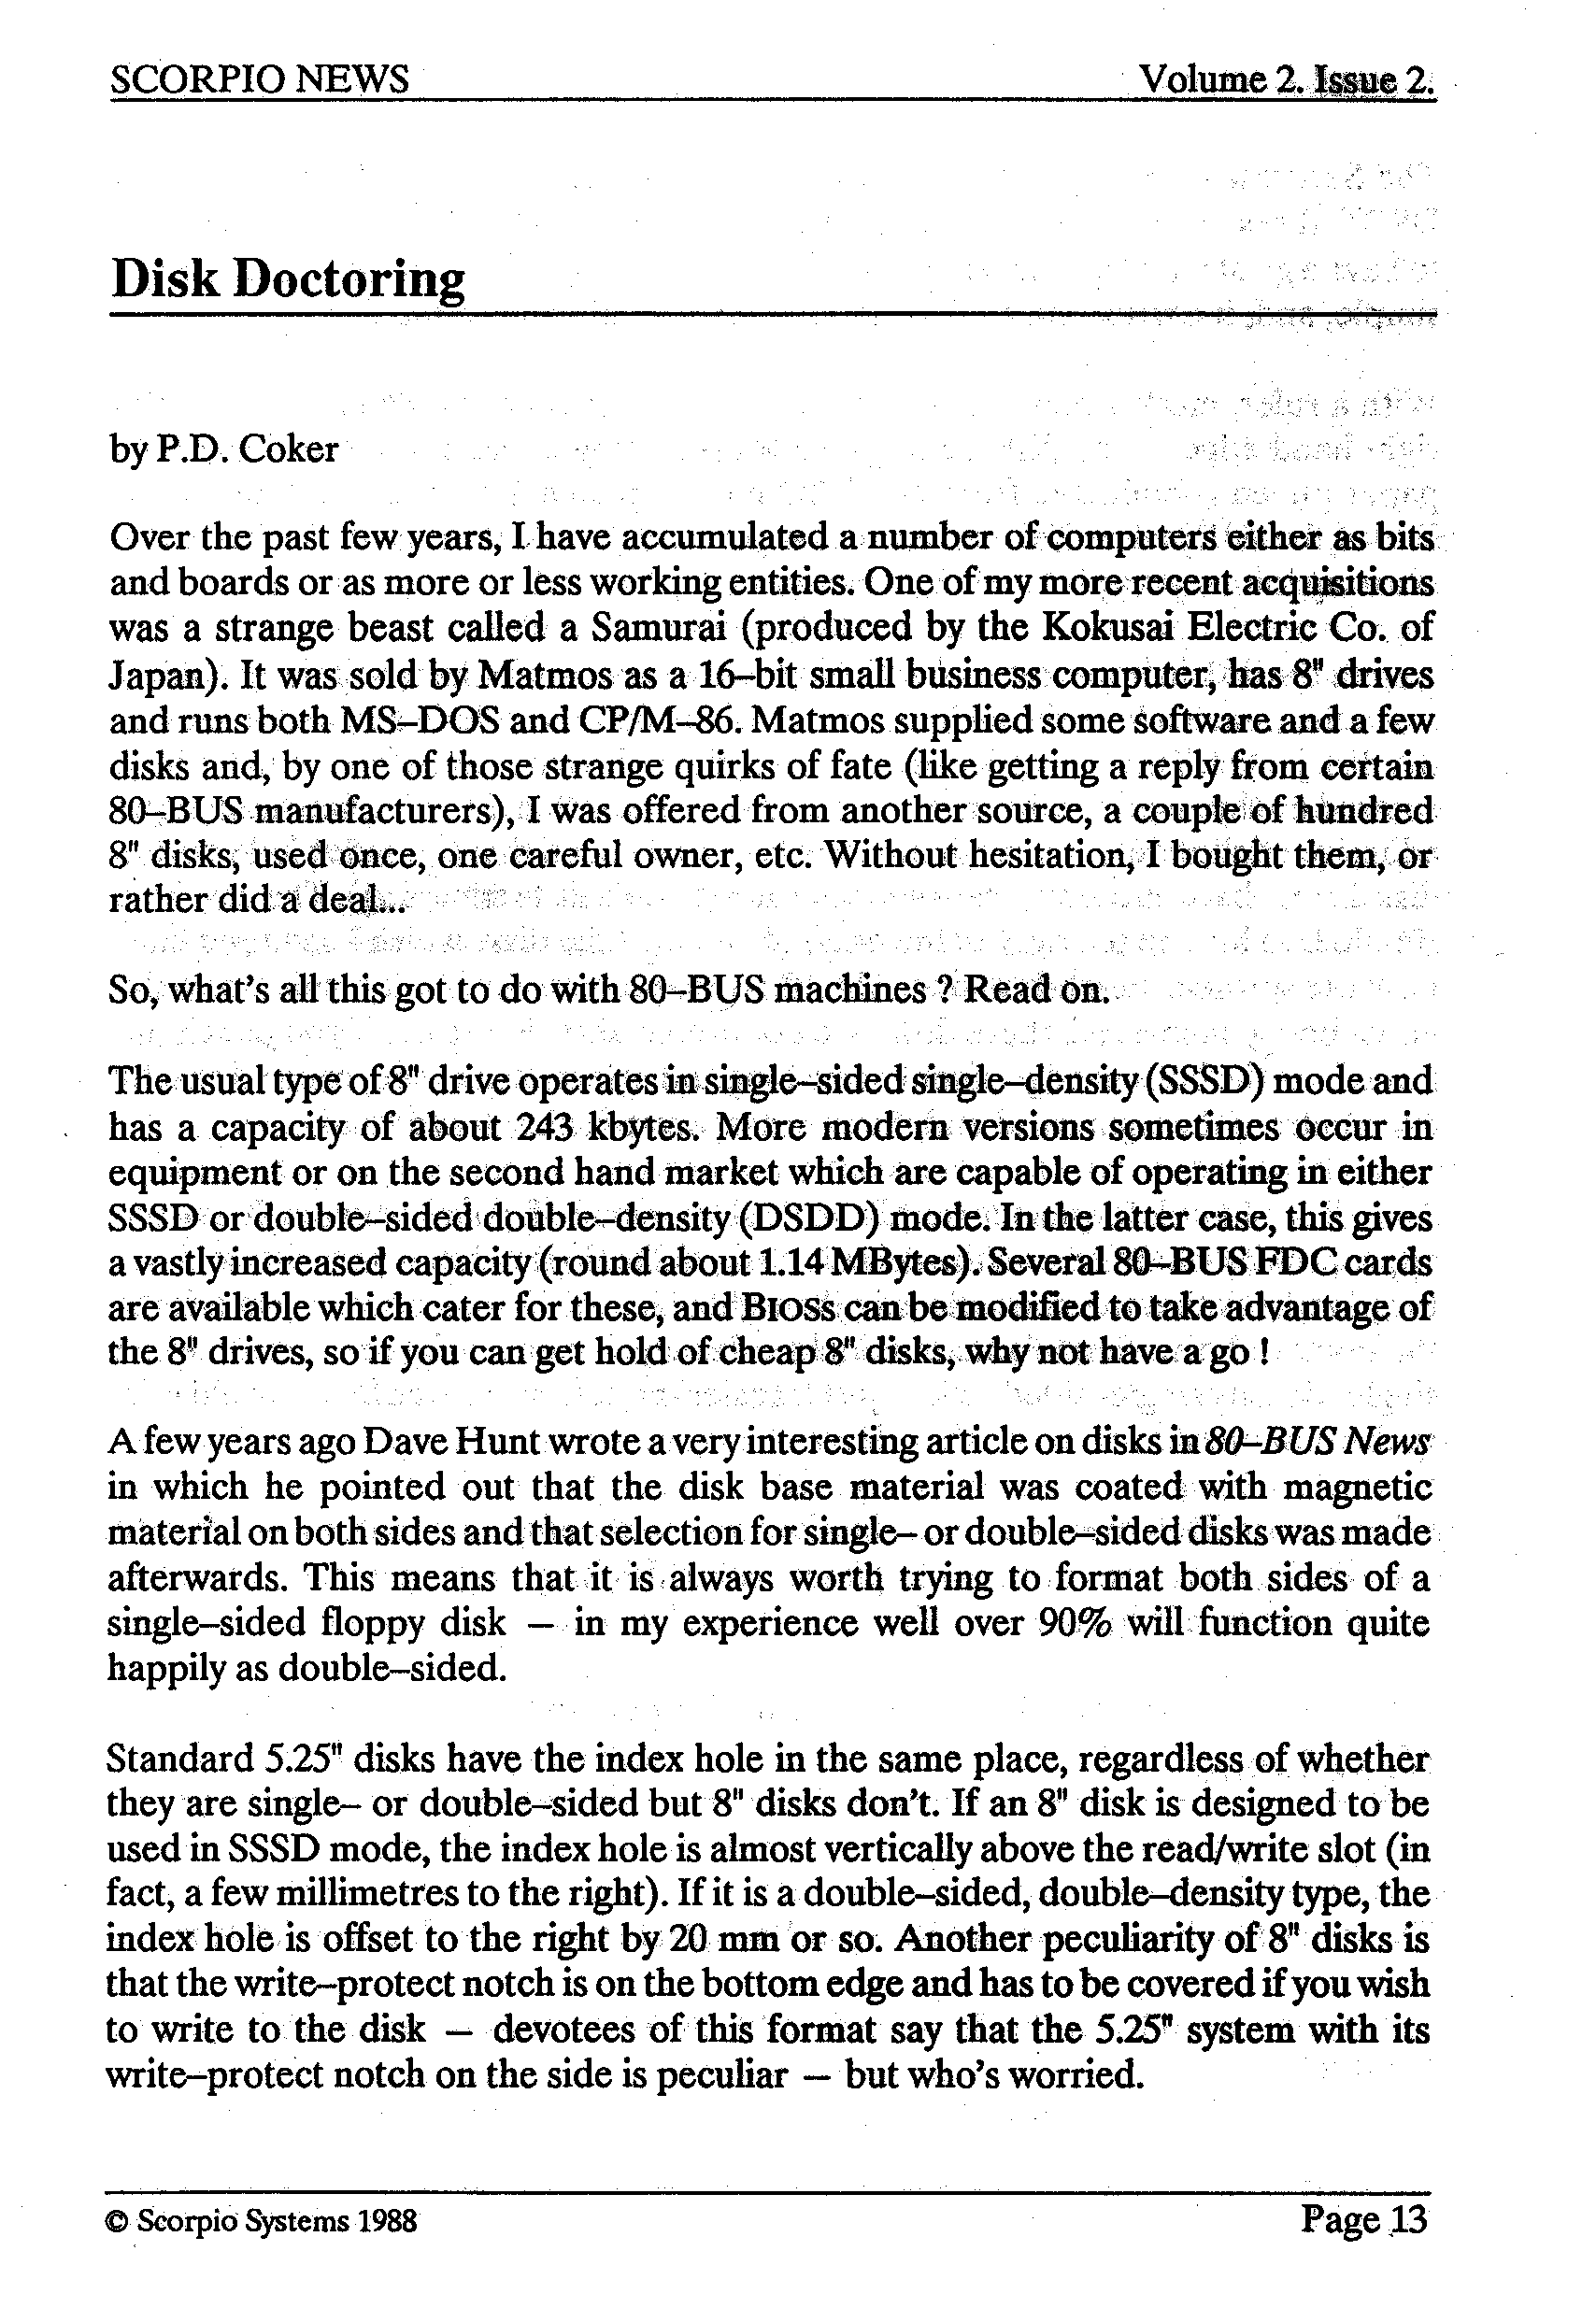 SCORPIO NEWS Volume 2. Issue 2.
Disk Doctoring
by P.D. Coker
Over the past few years, I have accumulated a number of computers either as bits
and boards or as more or less working entities. One of my more recent acquisitions
was a strange beast called a Samurai (produced by the Kokusai Electric Co. of
Japan). It was sold by Matmos as a 16–bit small business computer, has 8" drives
and runs both MS–DOS and CP/M–86. Matmos supplied some software and a few
disks and, by one of those strange quirks of fate (like getting a reply from certain
80–BUS manufacturers), I was offered from another source, a couple of hundred
8" disks, used once, one careful owner, etc. Without hesitation, I bought them, or
rather did a deal...
So, what's all this got to do with 80–BUS machines ? Read on.
The usual type of 8" drive operates in single–sided single–density (SSSD) mode and
has a capacity of about 243 kbytes. More modern versions sometimes occur in
equipment or on the second hand market which are capable of operating in either
SSSD or double–sided double–density (DSDD) mode. In the latter case, this gives
a vastly increased capacity (round about 1.14 MBytes). Several 80–BUS FDC cards
are available which cater for these, and BIOSs can be modified to take advantage of
the 8" drives, so if you can get hold of cheap 8" disks, why not have a go !
A few years ago Dave Hunt wrote a very interesting article on disks in 80–BUS News
in which he pointed out that the disk base material was coated with magnetic
material on both sides and that selection for single– or double–sided disks was made
afterwards. This means that it is always worth trying to format both sides of a
single–sided floppy disk – in my experience well over 90% will function quite
happily as double–sided.
Standard 5.25" disks have the index hole in the same place, regardless of whether
they are single– or double–sided but 8" disks don't. If an 8" disk is designed to be
used in SSSD mode, the index hole is almost vertically above the read/write slot (in
fact, a few millimetres to the right). If it is a double–sided, double–density type, the
index hole is offset to the right by 20 mm or so. Another peculiarity of 8" disks is
that the write–protect notch is on the bottom edge and has to be covered if you wish
to write to the disk – devotees of this format say that the 5.25" system with its
write–protect notch on the side is peculiar – but who's worried.
© Scorpio Systems 1988 Page 13